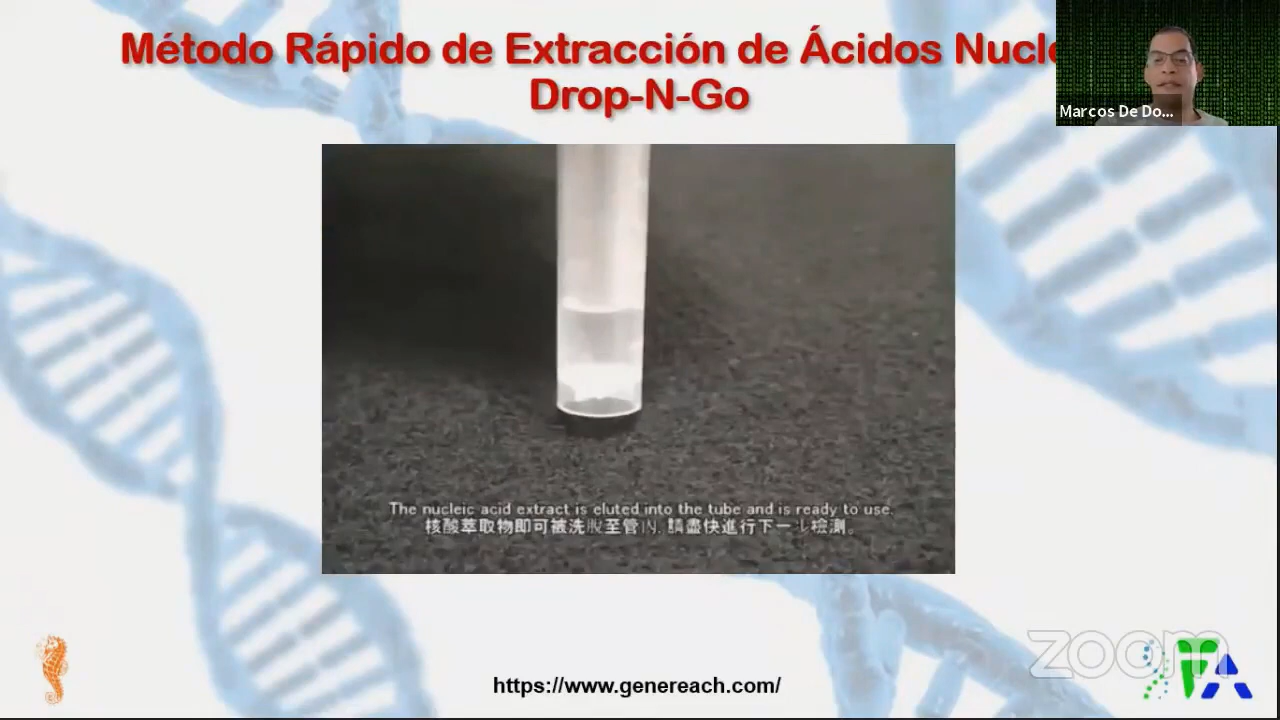 Método Rápido de Extracción de Ácidos Nucle
Drop-N-Go
Marcos De Do...
The nucleic acid extract is eluted into the tube and is ready to use.
核酸萃取物即可被洗脫至管內, 請盡快進行下一步檢測。
https://www.genereach.com/
zoom